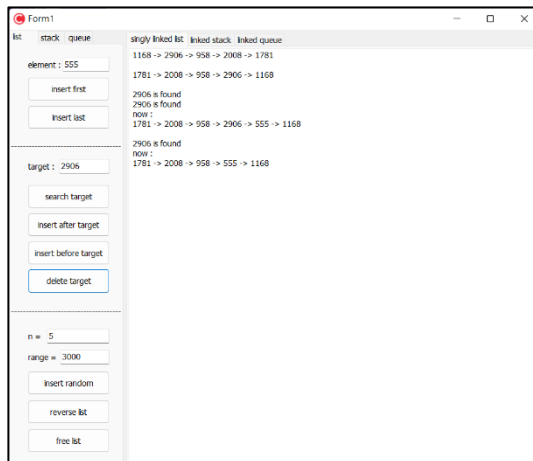 Form1
list stack queue
element : 555
insert first
insert last
target : 2906
search target
insert after target
insert before target
delete target
n = 5
range = 3000
insert random
reverse list
free list
singly linked list linked stack linked queue
1168 -> 2906 -> 958 -> 2008 -> 1781
1781 -> 2008 -> 958 -> 2906 -> 1168
2906 is found
2906 is found
now :
1781 -> 2008 -> 958 -> 2906 -> 555 -> 1168
2906 is found
now :
1781 -> 2008 -> 958 -> 555 -> 1168